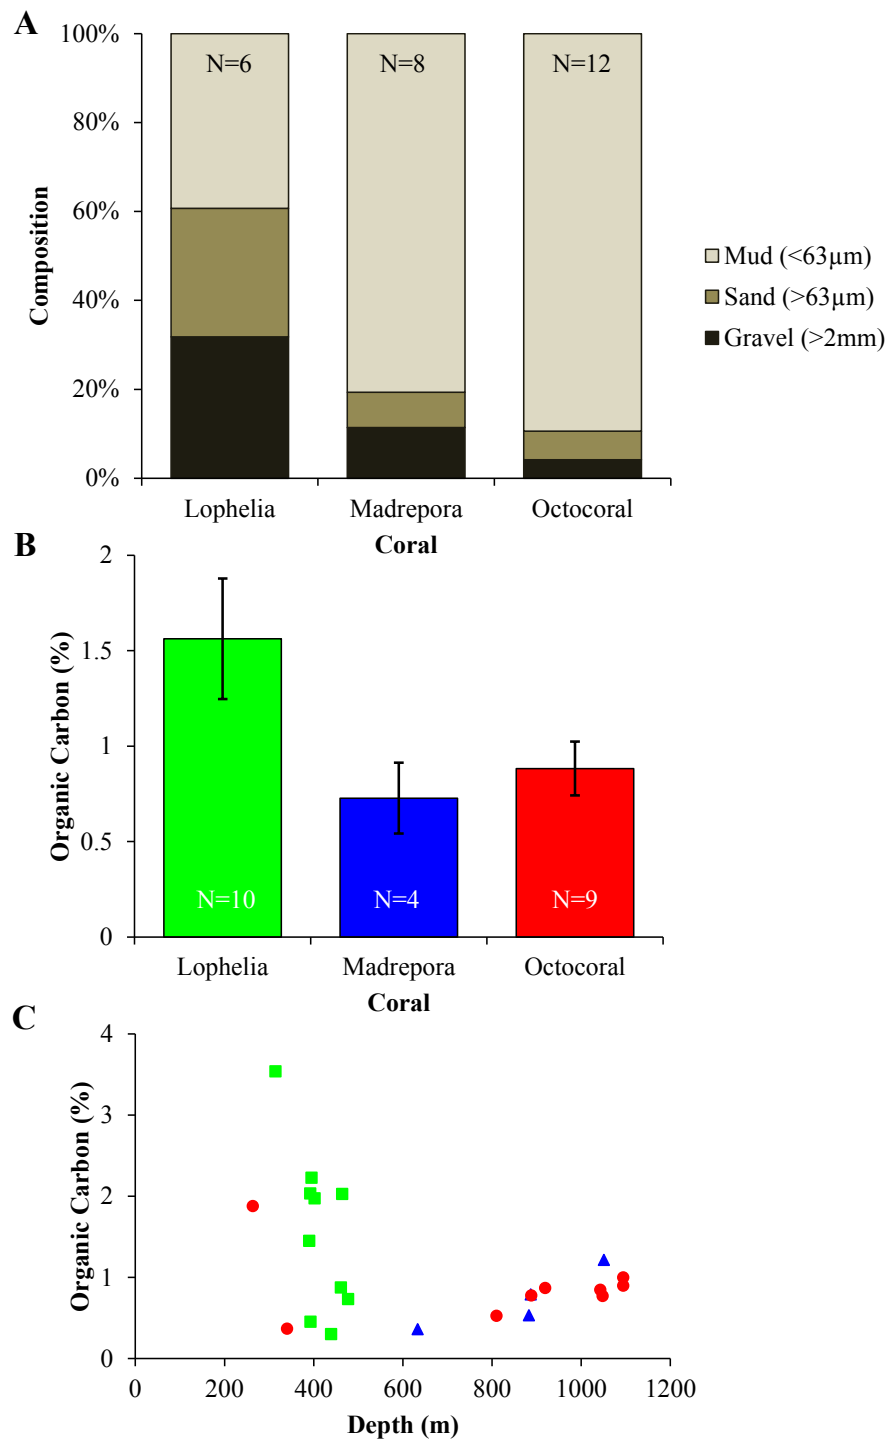 A
100%
80%
60%
40%
20%
0%
Composition
N=6
N=8
N=12
Mud (<63µm)
Sand (>63µm)
Gravel (>2mm)
Lophelia
Madrepora
Octocoral
Coral
B
2
1.5
1
0.5
0
Organic Carbon (%)
N=10
N=4
N=9
Lophelia
Madrepora
Octocoral
Coral
C
4
3
2
1
0
Organic Carbon (%)
0
200
400
600
800
1000
1200
Depth (m)